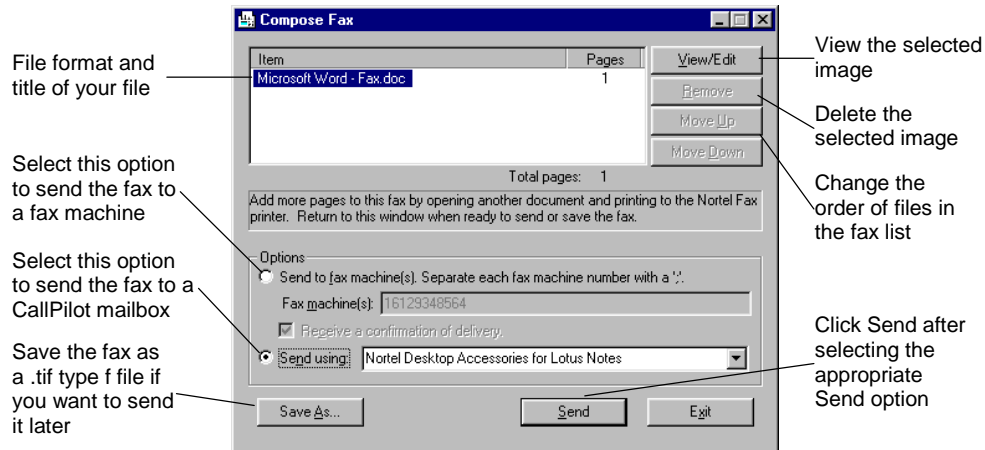 Compose Fax
File format and
title of your file
Item Pages
Microsoft Word - Fax.doc 1
View/Edit
Remove
Move Up
Move Down
View the selected
image
Delete the
selected image
Change the
order of files in
the fax list
Total pages: 1
Add more pages to this fax by opening another document and printing to the Nortel Fax
printer. Return to this window when ready to send or save the fax.
Select this option
to send the fax to
a fax machine
Options
Send to fax machine(s). Separate each fax machine number with a ';'.
Fax machine(s): 16129348564
Receive a confirmation of delivery.
Select this option
to send the fax to a
CallPilot mailbox
Send using: Nortel Desktop Accessories for Lotus Notes
Save the fax as
a .tif type f file if
you want to send
it later
Save As...
Send
Exit
Click Send after
selecting the
appropriate
Send option